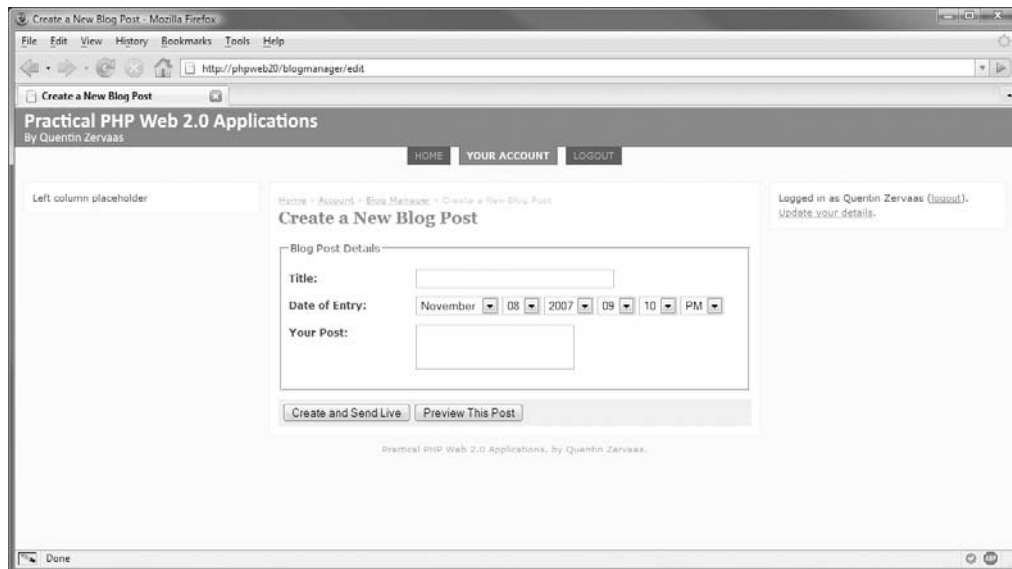 Create a New Blog Post - Mozilla Firefox
File Edit View History Bookmarks Tools Help
http://phpweb20/blogmanager/edit
Create a New Blog Post
Practical PHP Web 2.0 Applications
By Quentin Zervaas
HOME YOUR ACCOUNT LOGOUT
Left column placeholder
Home > Account > Blog Manager > Create a New Blog Post
Create a New Blog Post
Logged in as Quentin Zervaas (logout).
Update your details.
Blog Post Details
Title:
Date of Entry: November 08 2007 09 10 PM
Your Post:
Create and Send Live Preview This Post
Practical PHP Web 2.0 Applications, by Quentin Zervaas.
Done